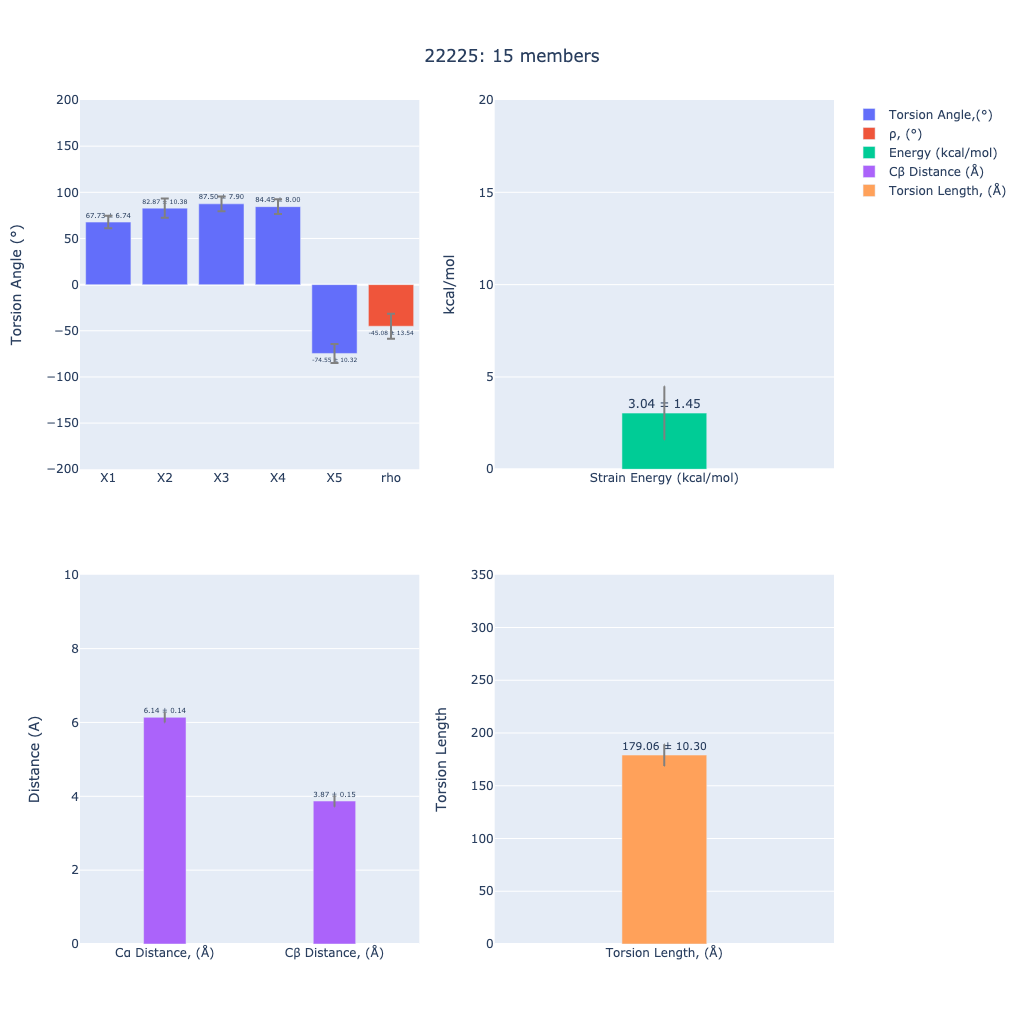 22225: 15 members
200
150
100
50
0
−50
−100
−150
−200
Torsion Angle (°)
67.73 ± 6.74
82.87 ± 10.38
87.50 ± 7.90
84.45 ± 8.00
-74.55 ± 10.32
-45.08 ± 13.54
X1
X2
X3
X4
X5
rho
20
15
10
5
0
kcal/mol
3.04 ± 1.45
Strain Energy (kcal/mol)
Torsion Angle,(°)
ρ, (°)
Energy (kcal/mol)
Cβ Distance (Å)
Torsion Length, (Å)
10
8
6
4
2
0
Distance (A)
6.14 ± 0.14
3.87 ± 0.15
Cα Distance, (Å)
Cβ Distance, (Å)
350
300
250
200
150
100
50
0
Torsion Length
179.06 ± 10.30
Torsion Length, (Å)